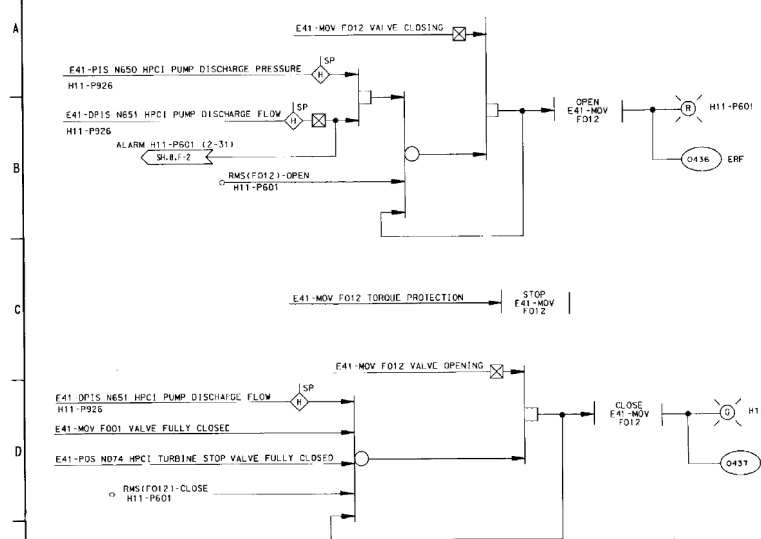 A
E41-MOV F012 VALVE CLOSING
SP
E41-PIS N650 HPCI PUMP DISCHARGE PRESSURE
H
H11-P926
SP
E41-DPIS N651 HPCI PUMP DISCHARGE FLOW
H
H11-P926
OPEN
E41-MOV
F012
R
H11-P601
ALARM H11-P601 (2-31)
SH.8,F-2
B
0436
ERF
RMS(F012)-OPEN
H11-P601
C
E41-MOV F012 TORQUE PROTECTION
STOP
E41-MOV
F012
E41-MOV F012 VALVE OPENING
SP
E41-DPIS N651 HPCI PUMP DISCHARGE FLOW
H
H11-P926
CLOSE
E41-MOV
F012
G
H1
E41-MOV F001 VALVE FULLY CLOSED
D
E41-POS N074 HPCI TURBINE STOP VALVE FULLY CLOSED
0437
RMS(F012)-CLOSE
H11-P601